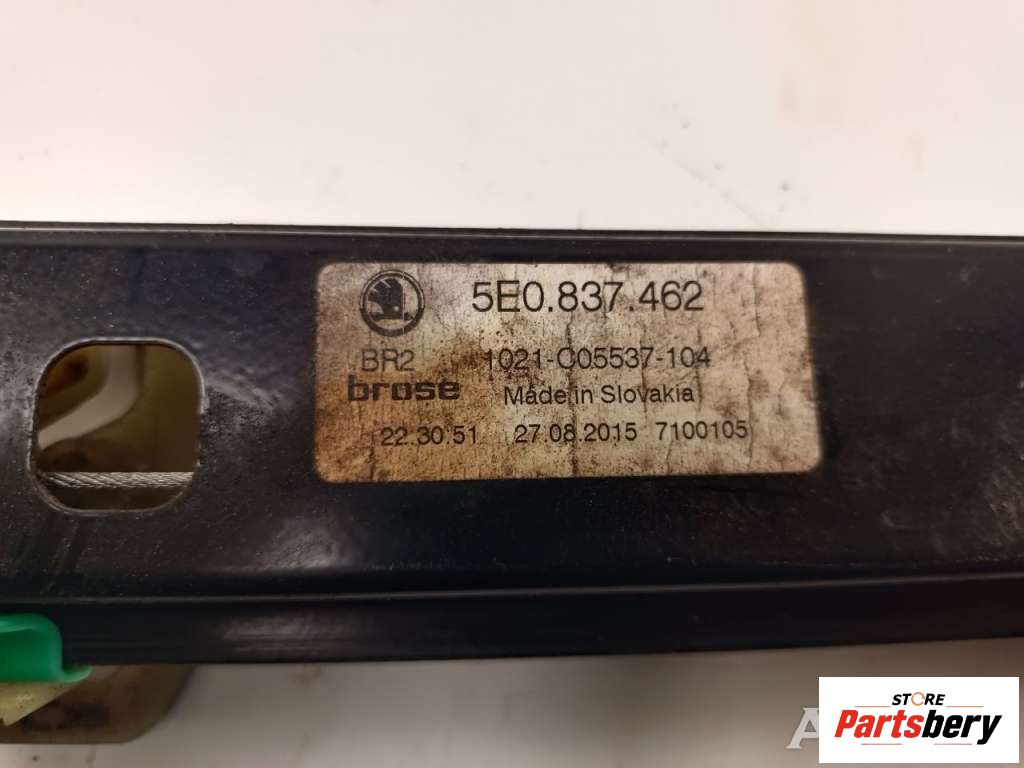 5E0.837.462
BR2 1021-C05537-104
brose Made in Slovakia
22:30:51 27.08.2015 7100105
STORE
Partsbery